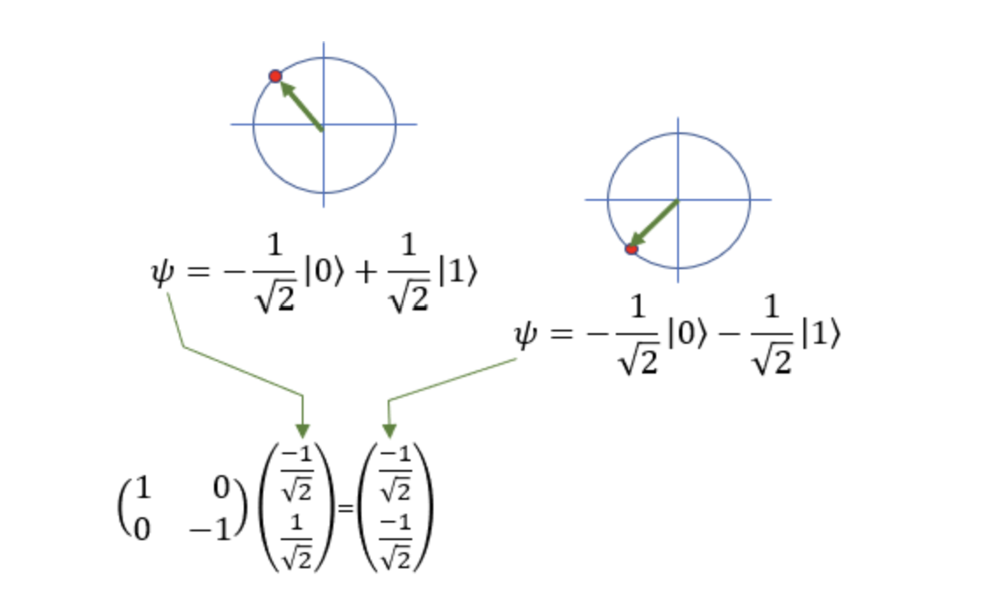 ψ = −1/√2 |0⟩ + 1/√2 |1⟩
ψ = −1/√2 |0⟩ − 1/√2 |1⟩
(1 0; 0 −1) (−1/√2; 1/√2) = (−1/√2; −1/√2)